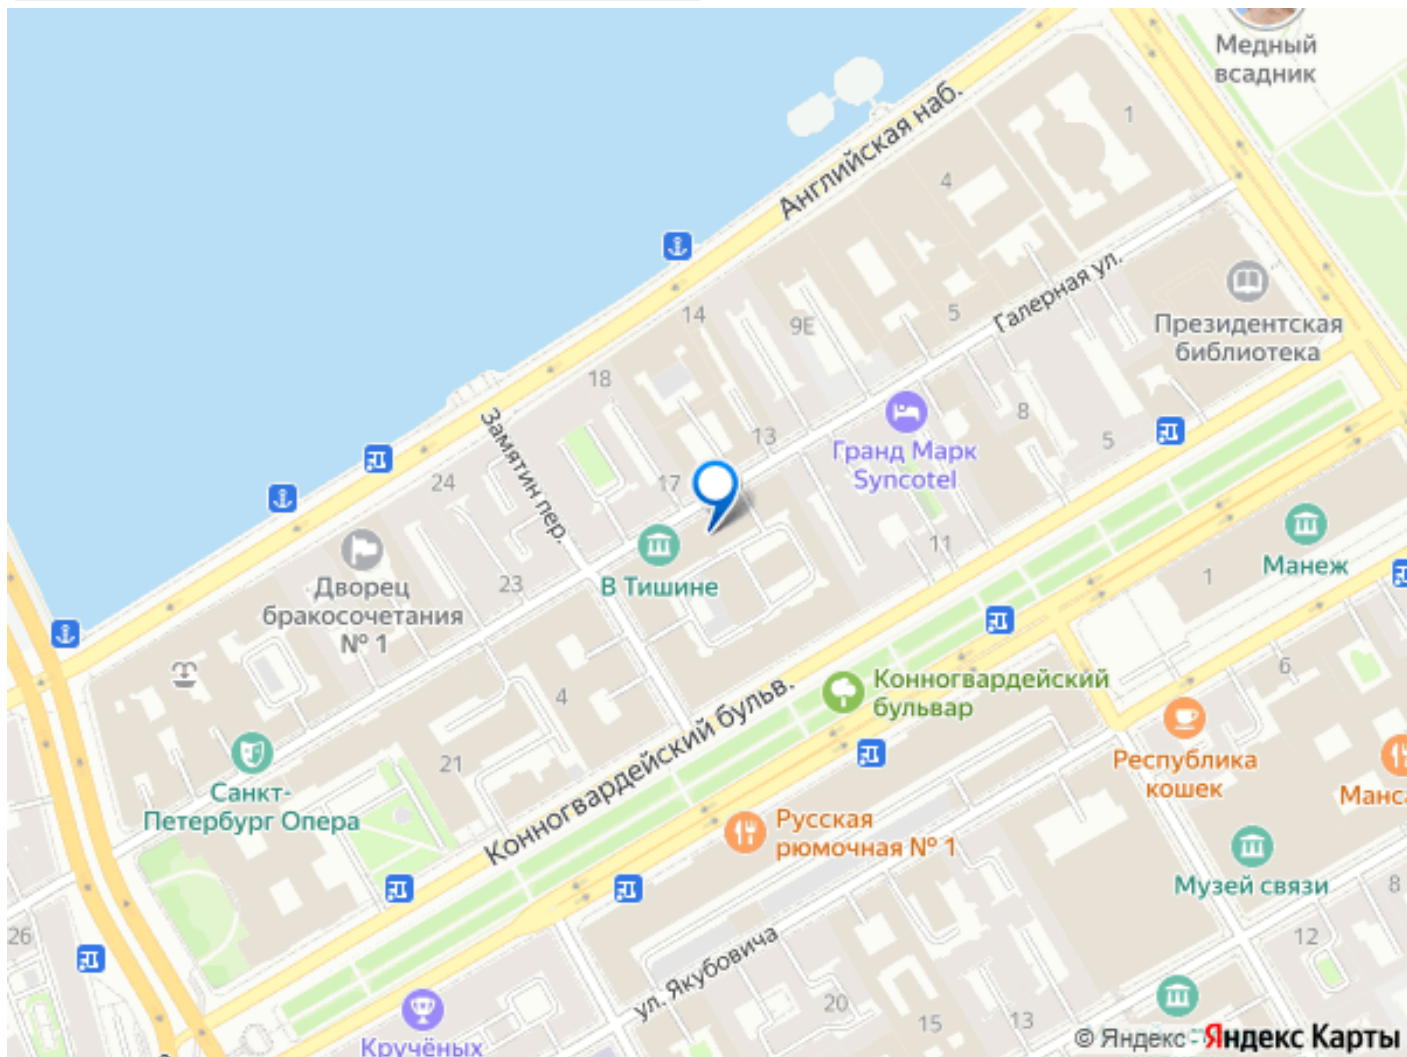 Медный
всадник
1
Английская наб.
4
Галерная ул.
5
14
9Е
Президентская
библиотека
18
8
5
Замятин пер.
13
Гранд Марк
Syncotel
24
17
11
Манеж
1
Дворец
бракосочетания
№ 1
23
В Тишине
6
4
Конногвардейский
бульвар
Конногвардейский бульв.
21
Республика
кошек
Санкт-
Петербург Опера
Манса
Русская
рюмочная № 1
Музей связи
8
26
12
ул. Якубовича
20
15
13
Кручёных
© Яндекс
Яндекс Карты